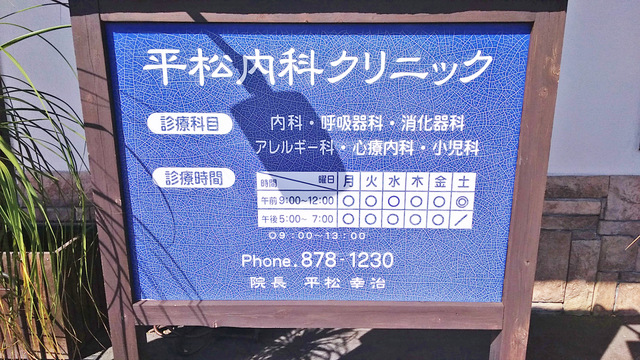 平松内科クリニック
診療科目 内科・呼吸器科・消化器科
アレルギー科・心療内科・小児科
診療時間 時間 曜日 月 火 水 木 金 土
午前9:00~12:00 ○ ○ ○ ○ ○ ◎
午後5:00~ 7:00 ○ ○ ○ ○ ○ /
◎9:00~13:00
Phone.878-1230
院長 平松 幸治